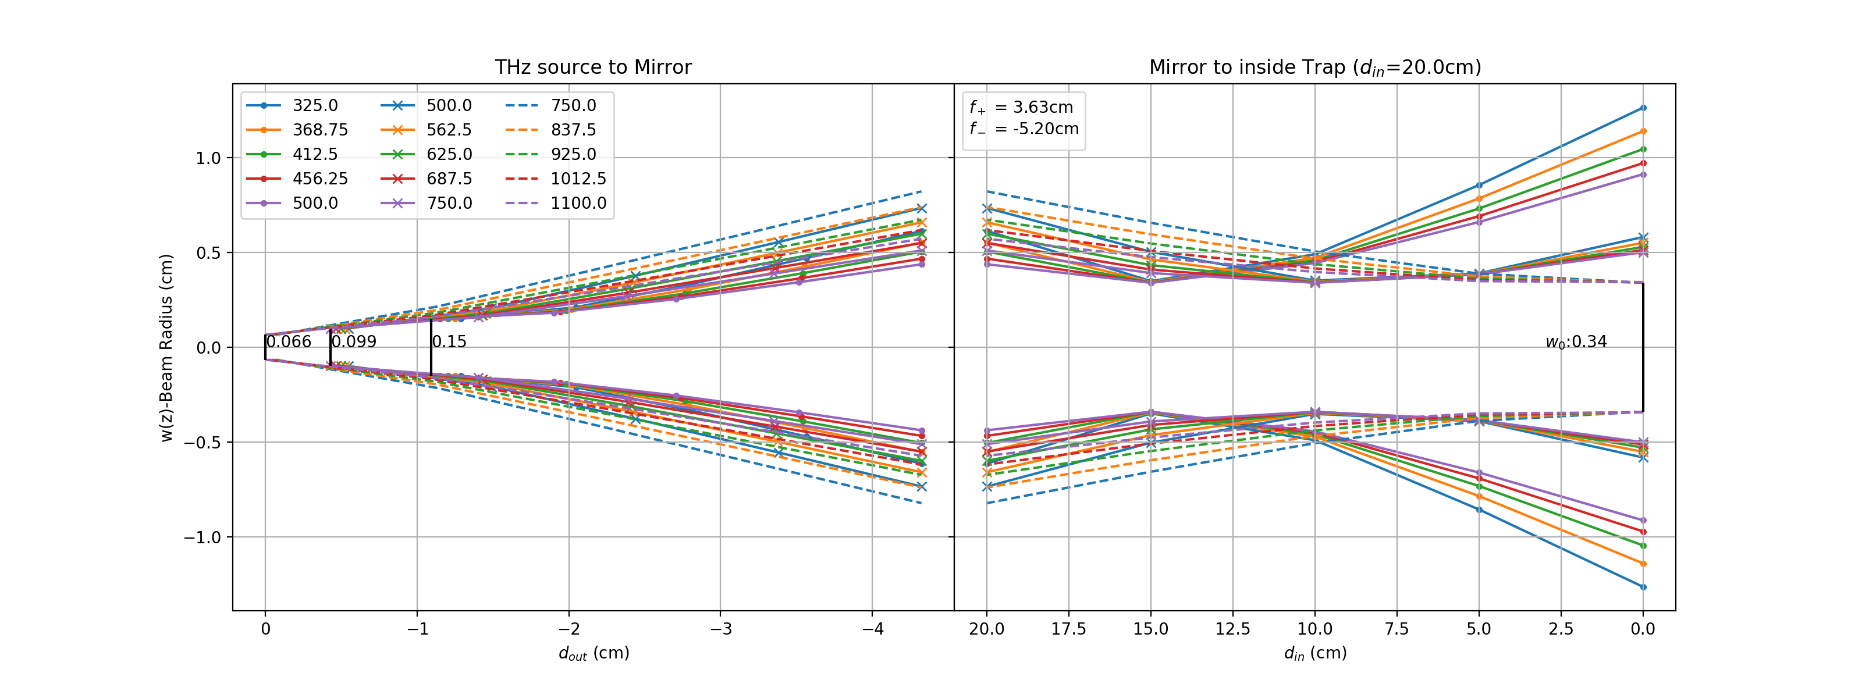 THz source to Mirror
Mirror to inside Trap (d_in=20.0cm)
325.0 500.0 750.0
368.75 562.5 837.5
412.5 625.0 925.0
456.25 687.5 1012.5
500.0 750.0 1100.0
f₊ = 3.63cm
f₋ = -5.20cm
w(z)-Beam Radius (cm)
1.0
0.5
0.0
−0.5
−1.0
0.066 0.099 0.15
w₀:0.34
0 −1 −2 −3 −4
d_out (cm)
20.0 17.5 15.0 12.5 10.0 7.5 5.0 2.5 0.0
d_in (cm)